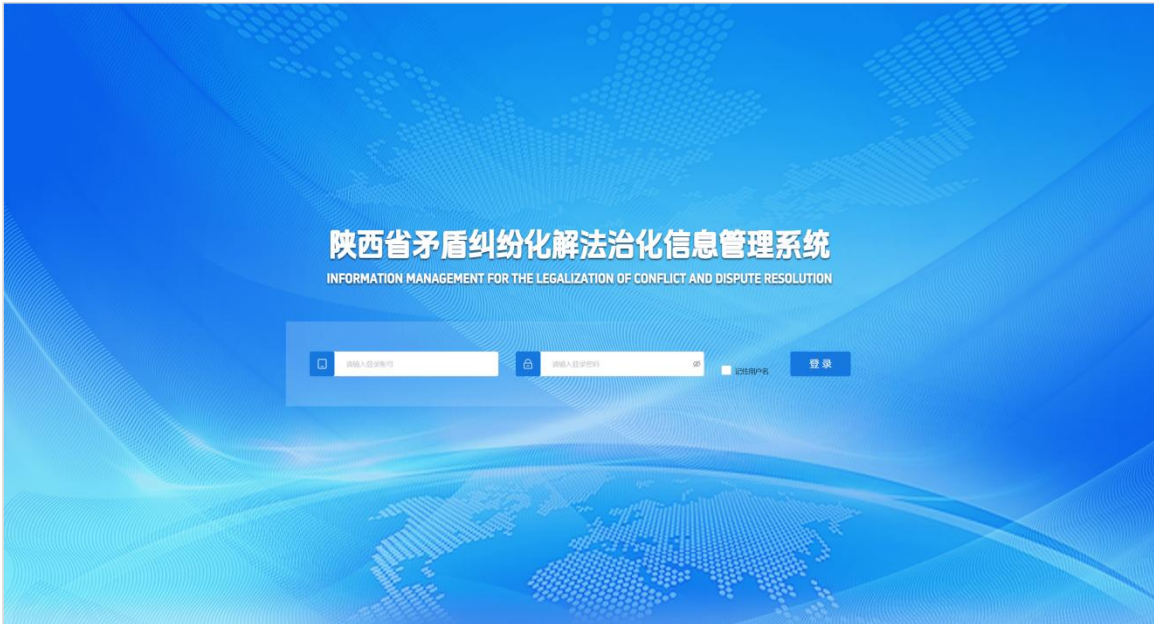 陕西省矛盾纠纷化解法治化信息管理系统
INFORMATION MANAGEMENT FOR THE LEGALIZATION OF CONFLICT AND DISPUTE RESOLUTION
请输入登录帐号
请输入登录密码
记住用户名
登 录